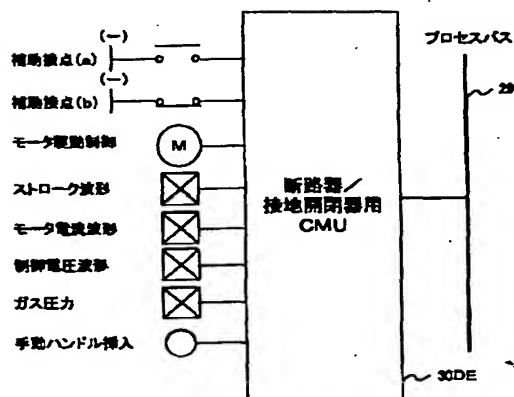 (−)
補助接点(a)
(−)
補助接点(b)
モータ駆動制御
M
ストローク波形
モータ電流波形
制御電圧波形
ガス圧力
手動ハンドル挿入
断路器/
接地開閉器用
CMU
プロセスバス
29
30DE